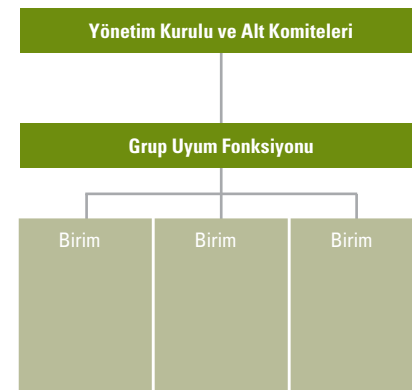 Yönetim Kurulu ve Alt Komiteleri
Grup Uyum Fonksiyonu
Birim Birim Birim